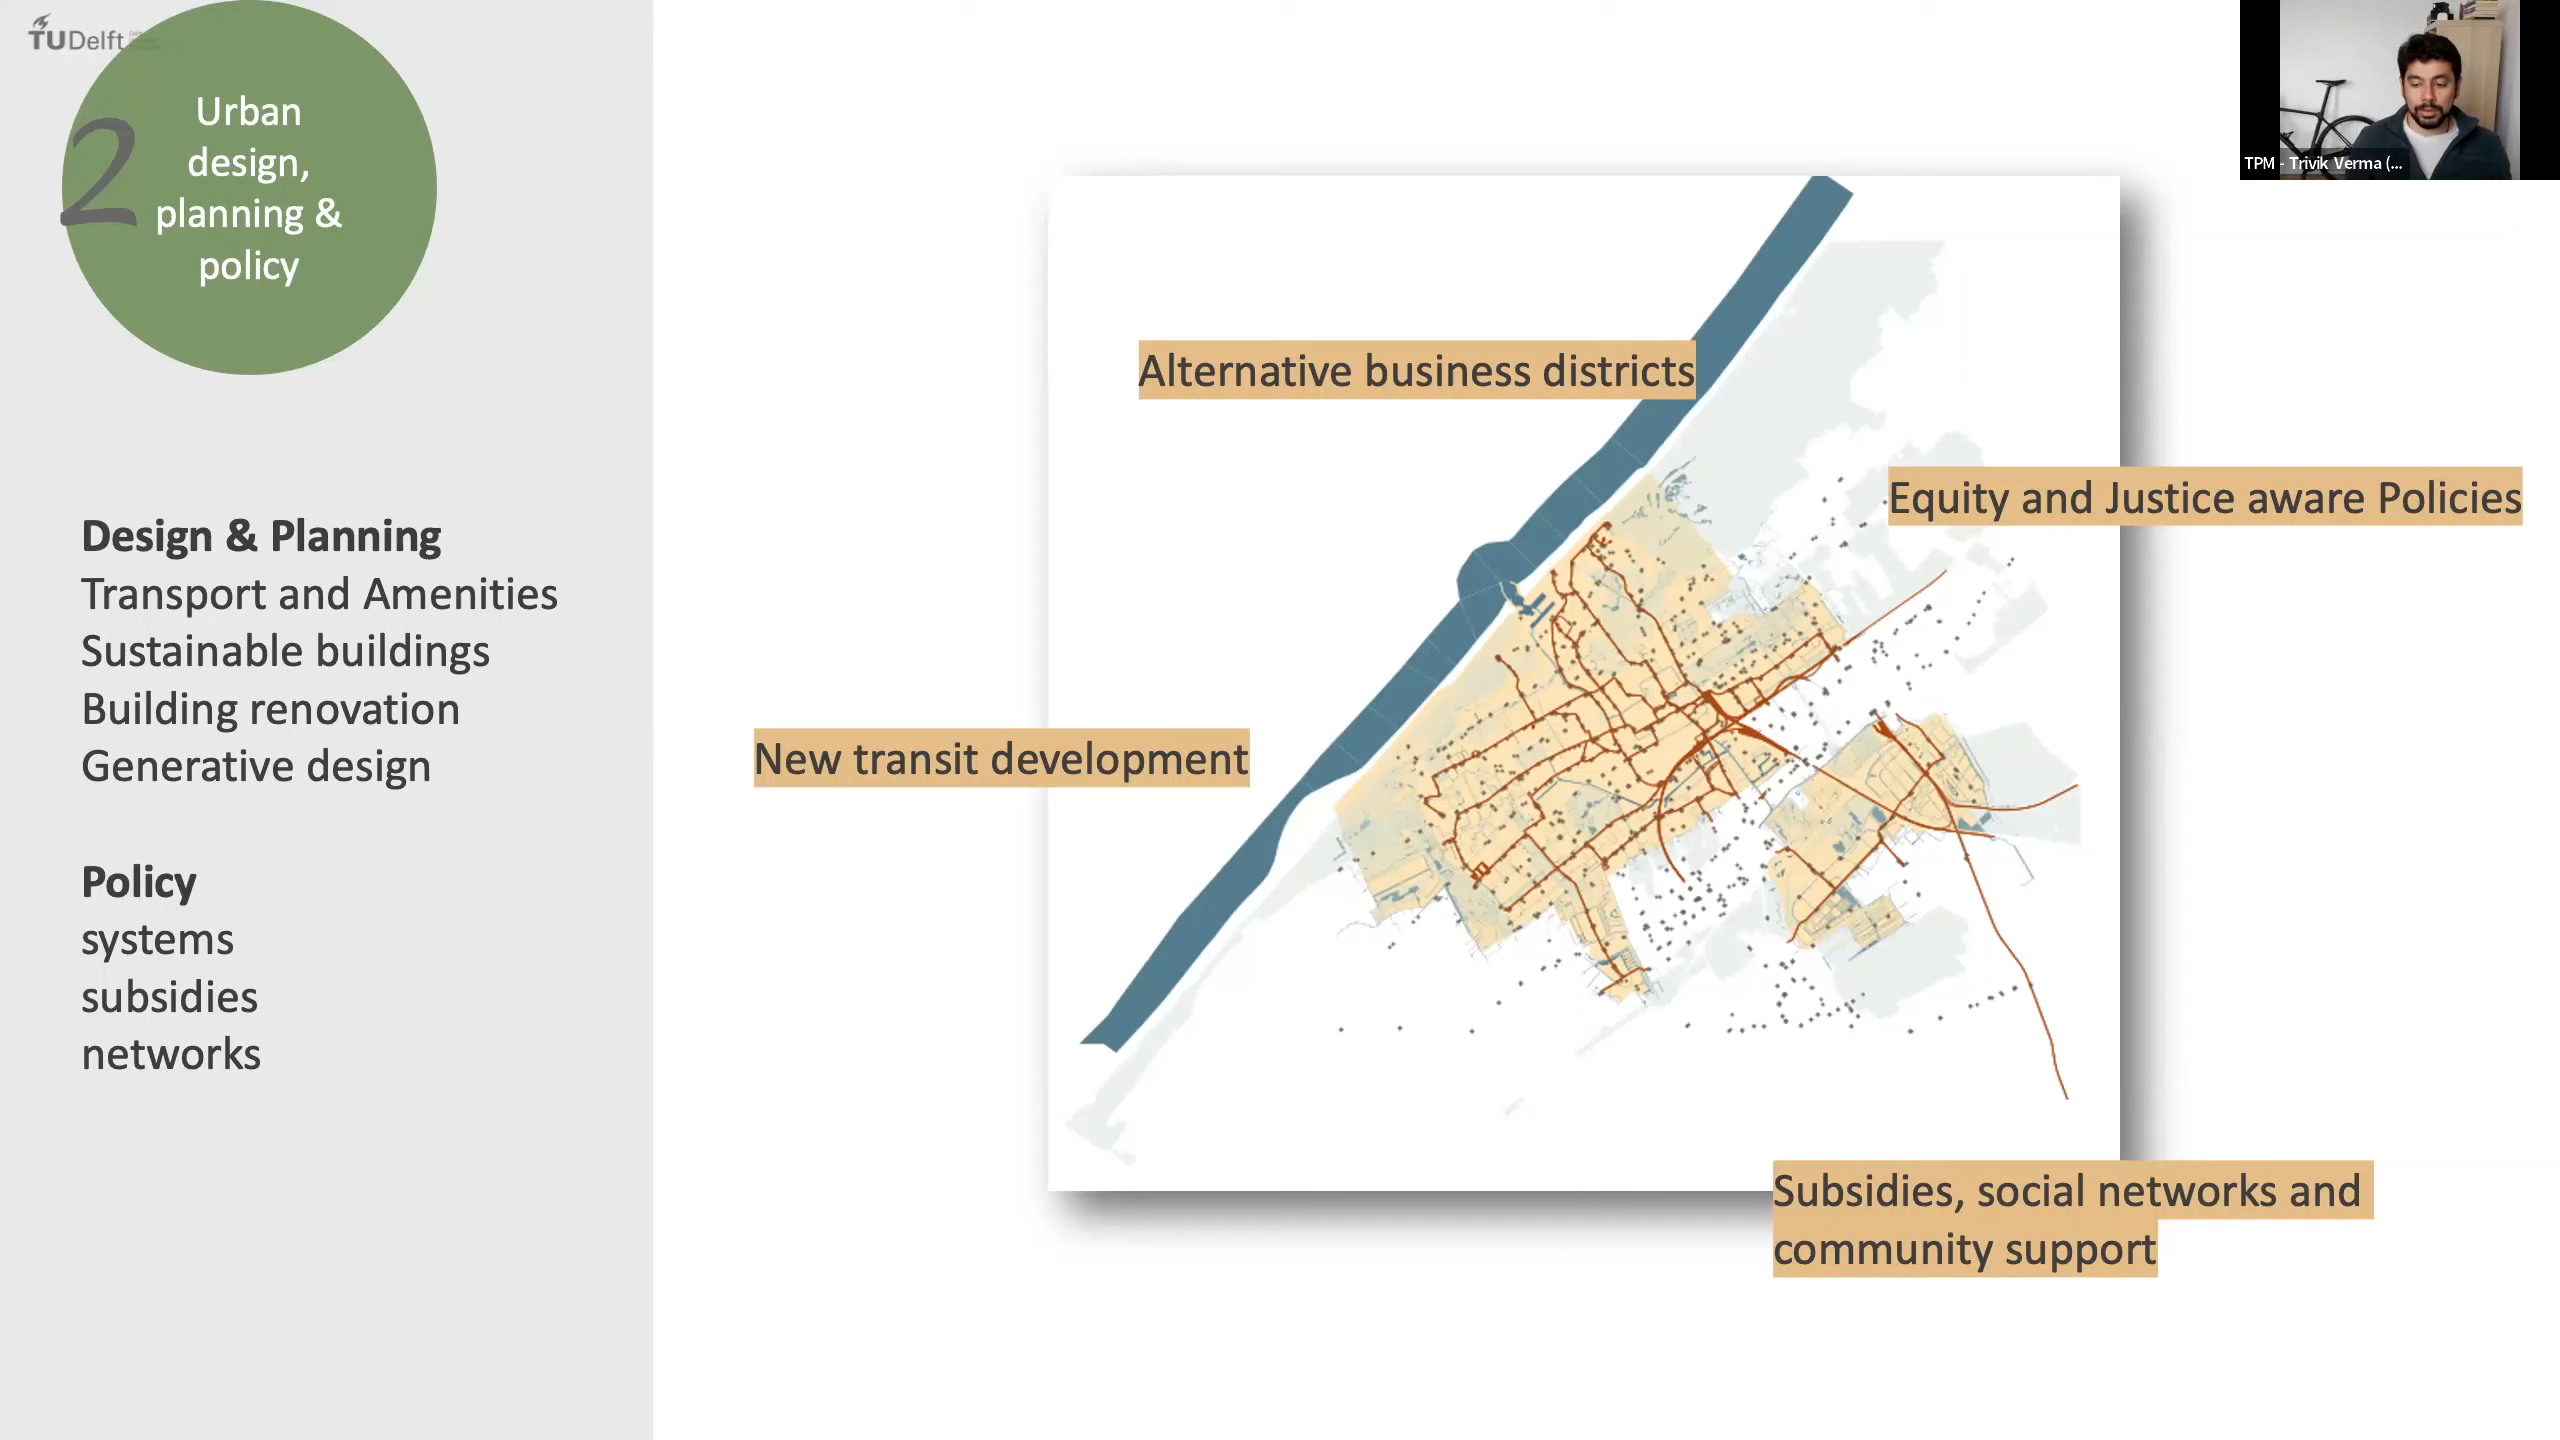 TUDelft
2
Urban
design,
planning &
policy
Design & Planning
Transport and Amenities
Sustainable buildings
Building renovation
Generative design
Policy
systems
subsidies
networks
Alternative business districts
Equity and Justice aware Policies
New transit development
Subsidies, social networks and
community support
TPM - Trivik Verma (...